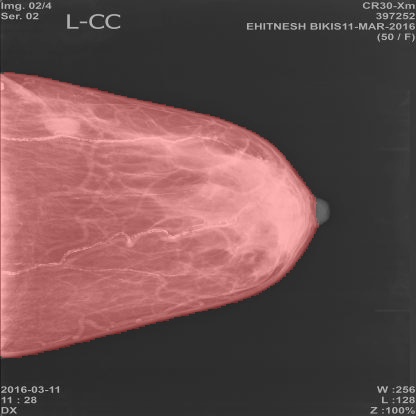 Img. 02/4
Ser. 02
L-CC
CR30-Xm
397252
EHITNESH BIKIS11-MAR-2016
(50 / F)
2016-03-11
11 : 28
DX
W :256
L :128
Z :100%